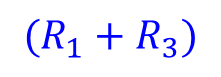 (R₁ + R₃)